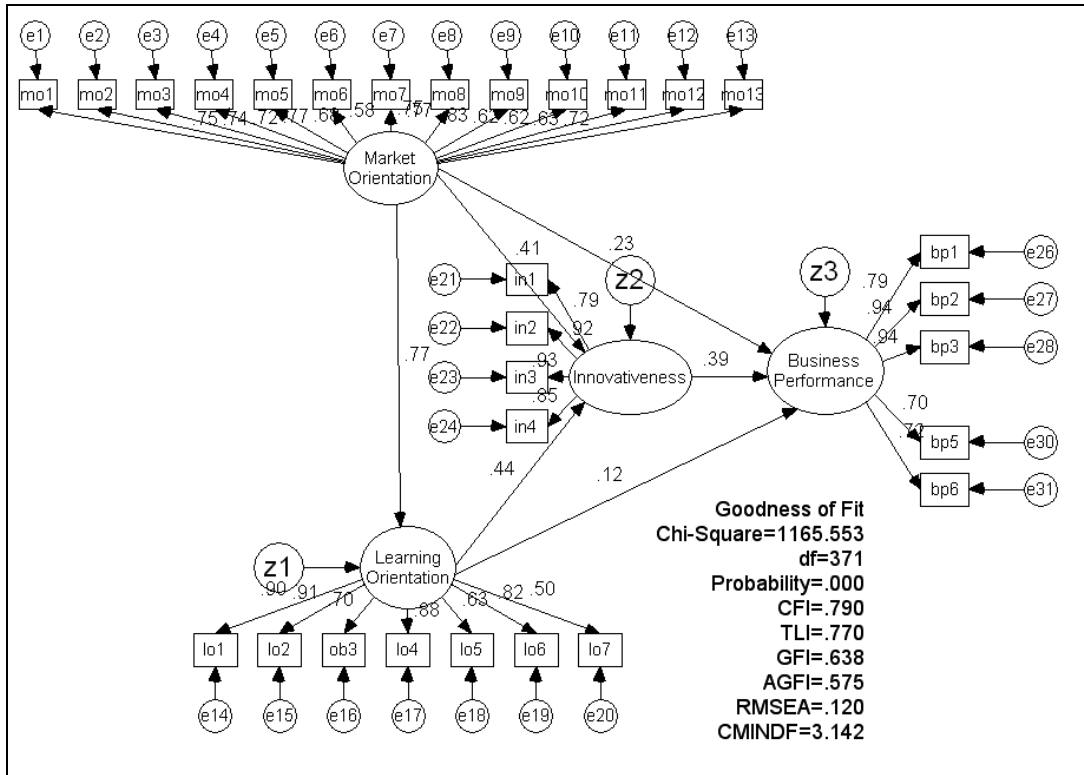 e1 e2 e3 e4 e5 e6 e7 e8 e9 e10 e11 e12 e13
mo1 mo2 mo3 mo4 mo5 mo6 mo7 mo8 mo9 mo10 mo11 mo12 mo13
.75 .74 .72 .77 .68 .58 .77 .83 .62 .62 .63 .72
Market
Orientation
.41
.23
.77
e21 in1
e22 in2
e23 in3
e24 in4
.79
.92
.93
.85
z2
Innovativeness
.39
z3
Business
Performance
.79
.94
.94
.70
.72
bp1 e26
bp2 e27
bp3 e28
bp5 e30
bp6 e31
.44
.12
z1
Learning
Orientation
.90 .91 .70 .88 .63 .82 .50
lo1 lo2 ob3 lo4 lo5 lo6 lo7
e14 e15 e16 e17 e18 e19 e20
Goodness of Fit
Chi-Square=1165.553
df=371
Probability=.000
CFI=.790
TLI=.770
GFI=.638
AGFI=.575
RMSEA=.120
CMINDF=3.142